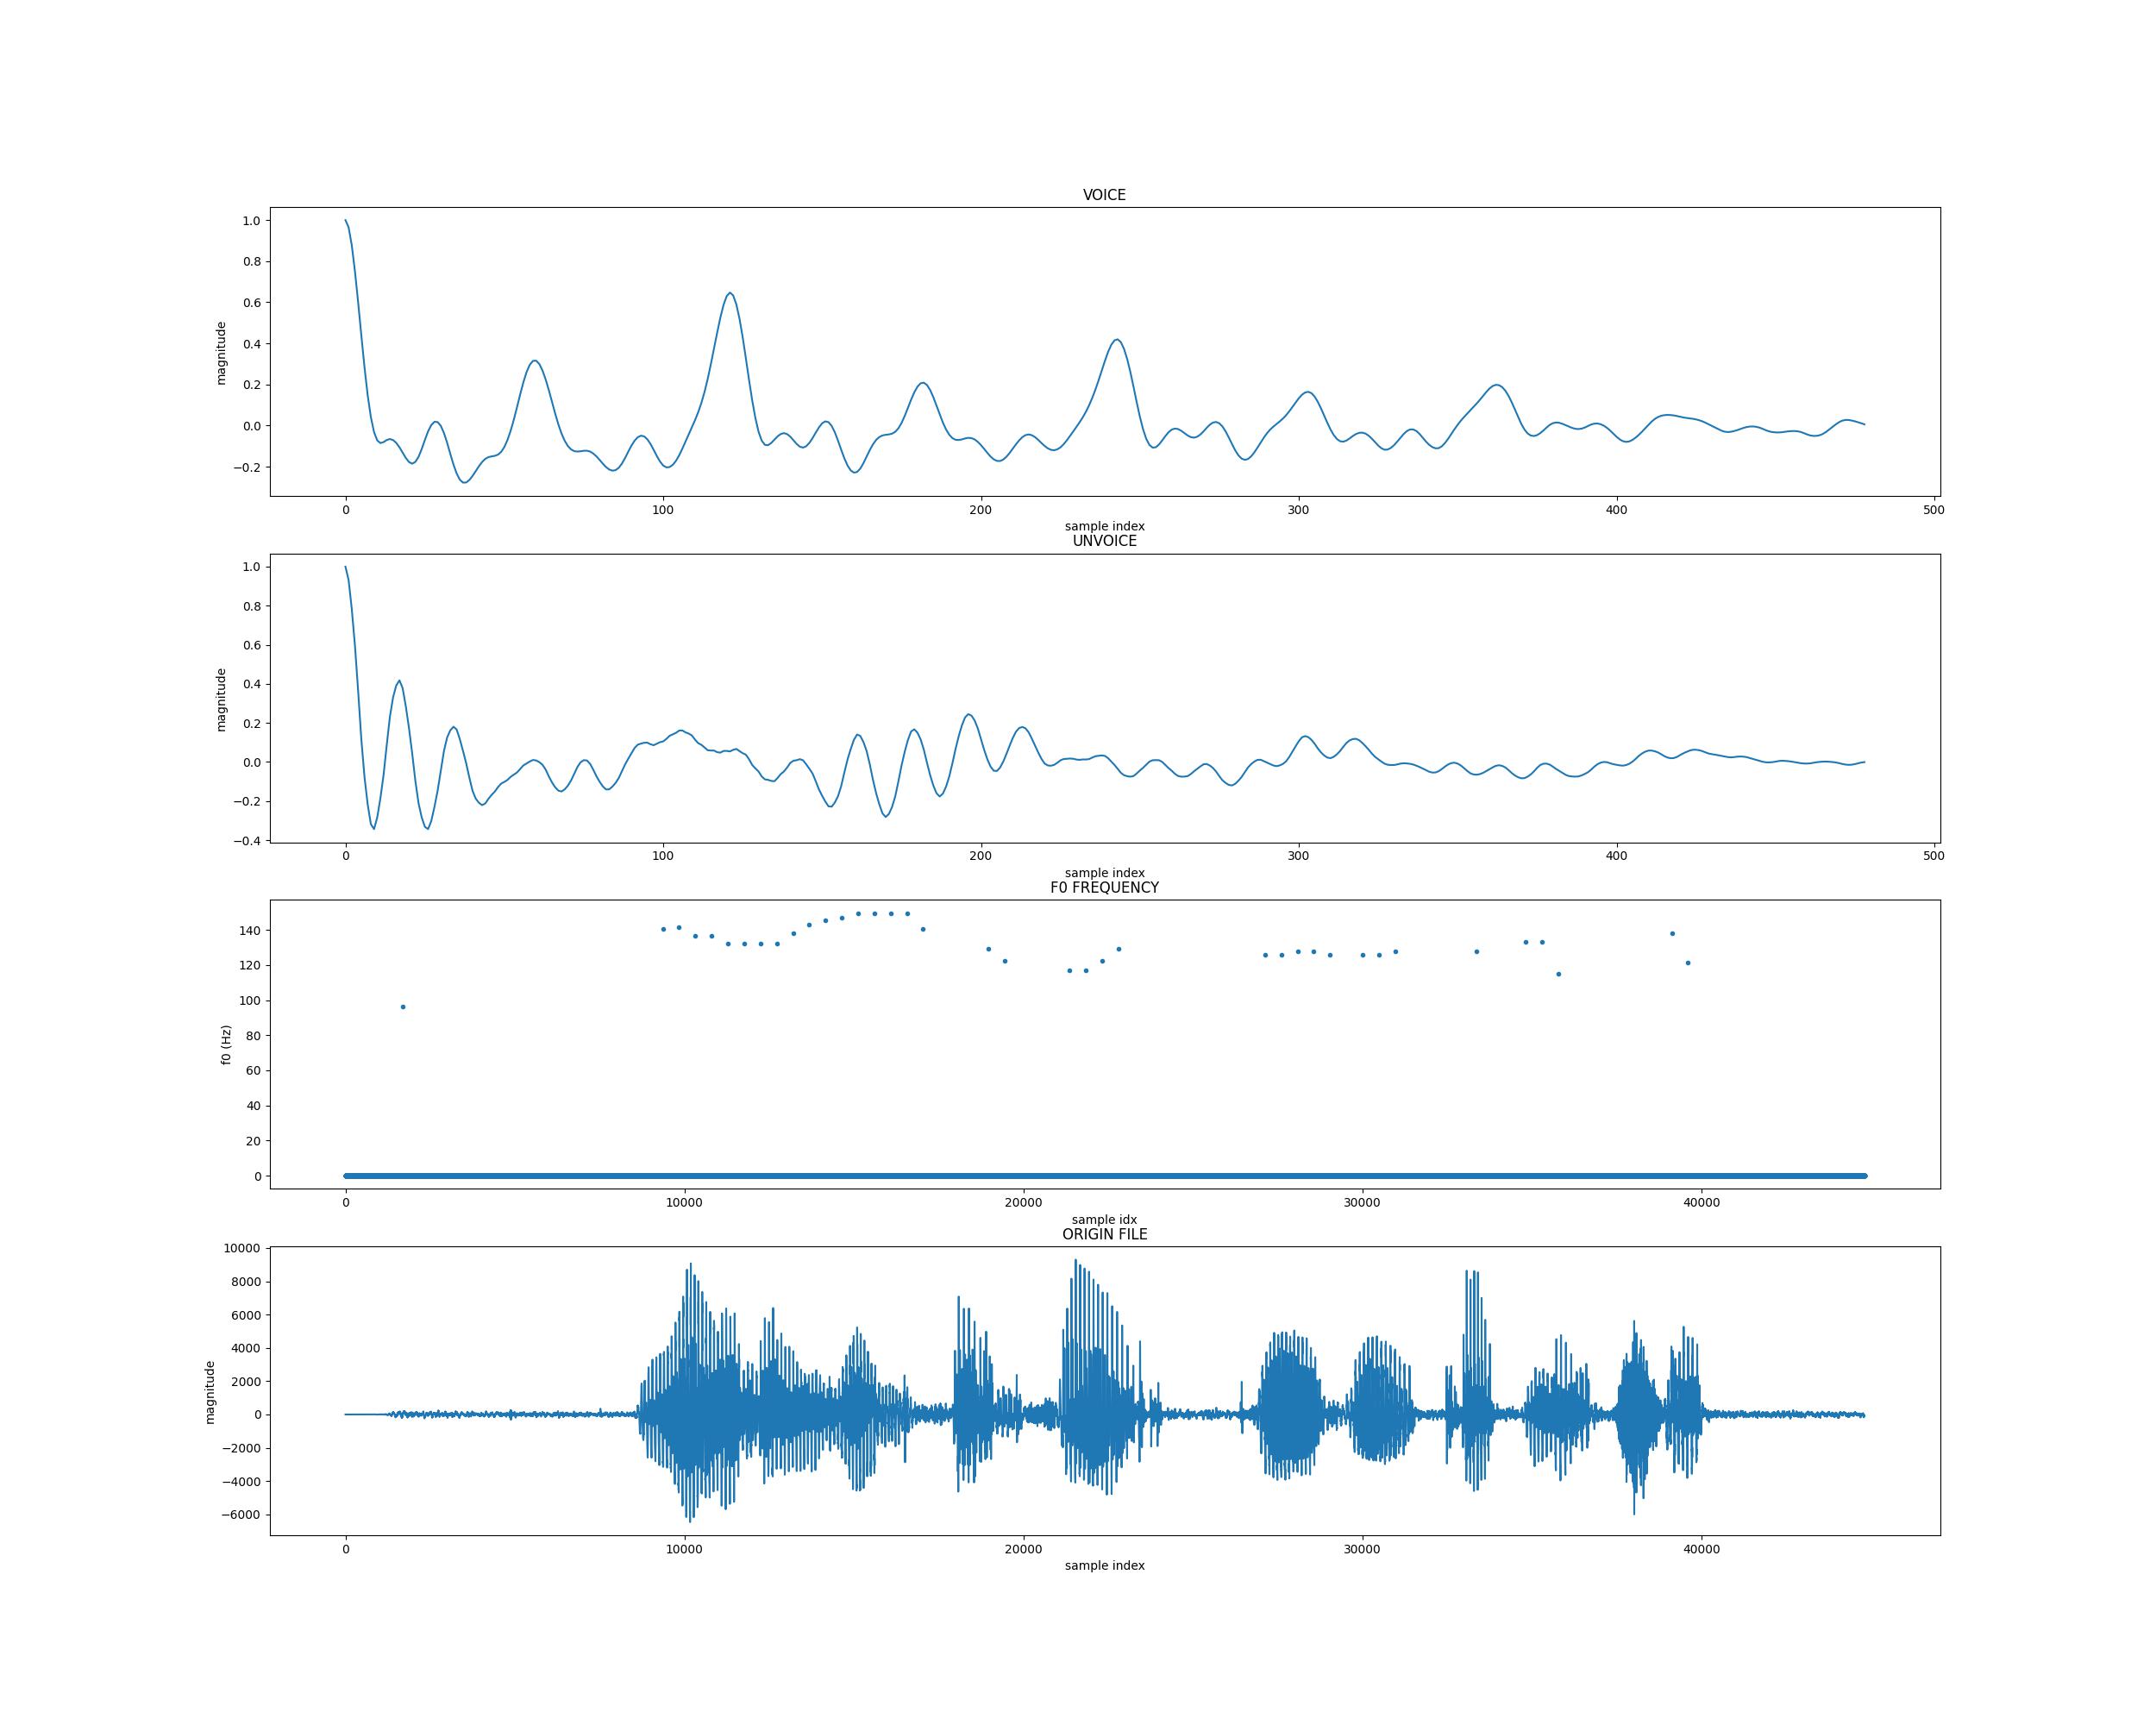 VOICE
1.0
0.8
0.6
0.4
0.2
0.0
−0.2
magnitude
0 100 200 300 400 500
sample index
UNVOICE
1.0
0.8
0.6
0.4
0.2
0.0
−0.2
−0.4
magnitude
0 100 200 300 400 500
sample index
F0 FREQUENCY
140
120
100
80
60
40
20
0
f0 (Hz)
0 10000 20000 30000 40000
sample idx
ORIGIN FILE
10000
8000
6000
4000
2000
0
−2000
−4000
−6000
magnitude
0 10000 20000 30000 40000
sample index